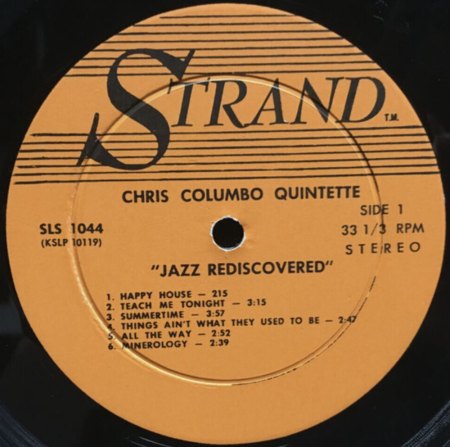 STRAND T.M.
CHRIS COLUMBO QUINTETTE
SLS 1044
(KSLP 10119)
SIDE 1
33 1/3 RPM
STEREO
"JAZZ REDISCOVERED"
1. HAPPY HOUSE — 215
2. TEACH ME TONIGHT — 3:15
3. SUMMERTIME — 3:57
4. THINGS AIN'T WHAT THEY USED TO BE — 2:47
5. ALL THE WAY — 2:52
6. MINEROLOGY — 2:39